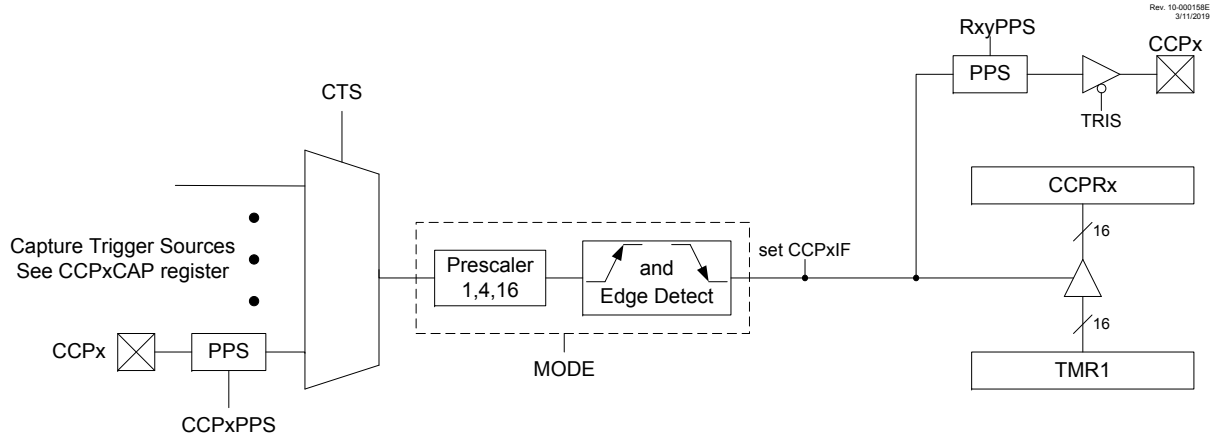 Rev. 10-000158E
3/11/2019
RxyPPS
CCPx
PPS
TRIS
CTS
CCPRx
16
Capture Trigger Sources
See CCPxCAP register
Prescaler
1,4,16
and
Edge Detect
set CCPxIF
16
CCPx
PPS
MODE
TMR1
CCPxPPS